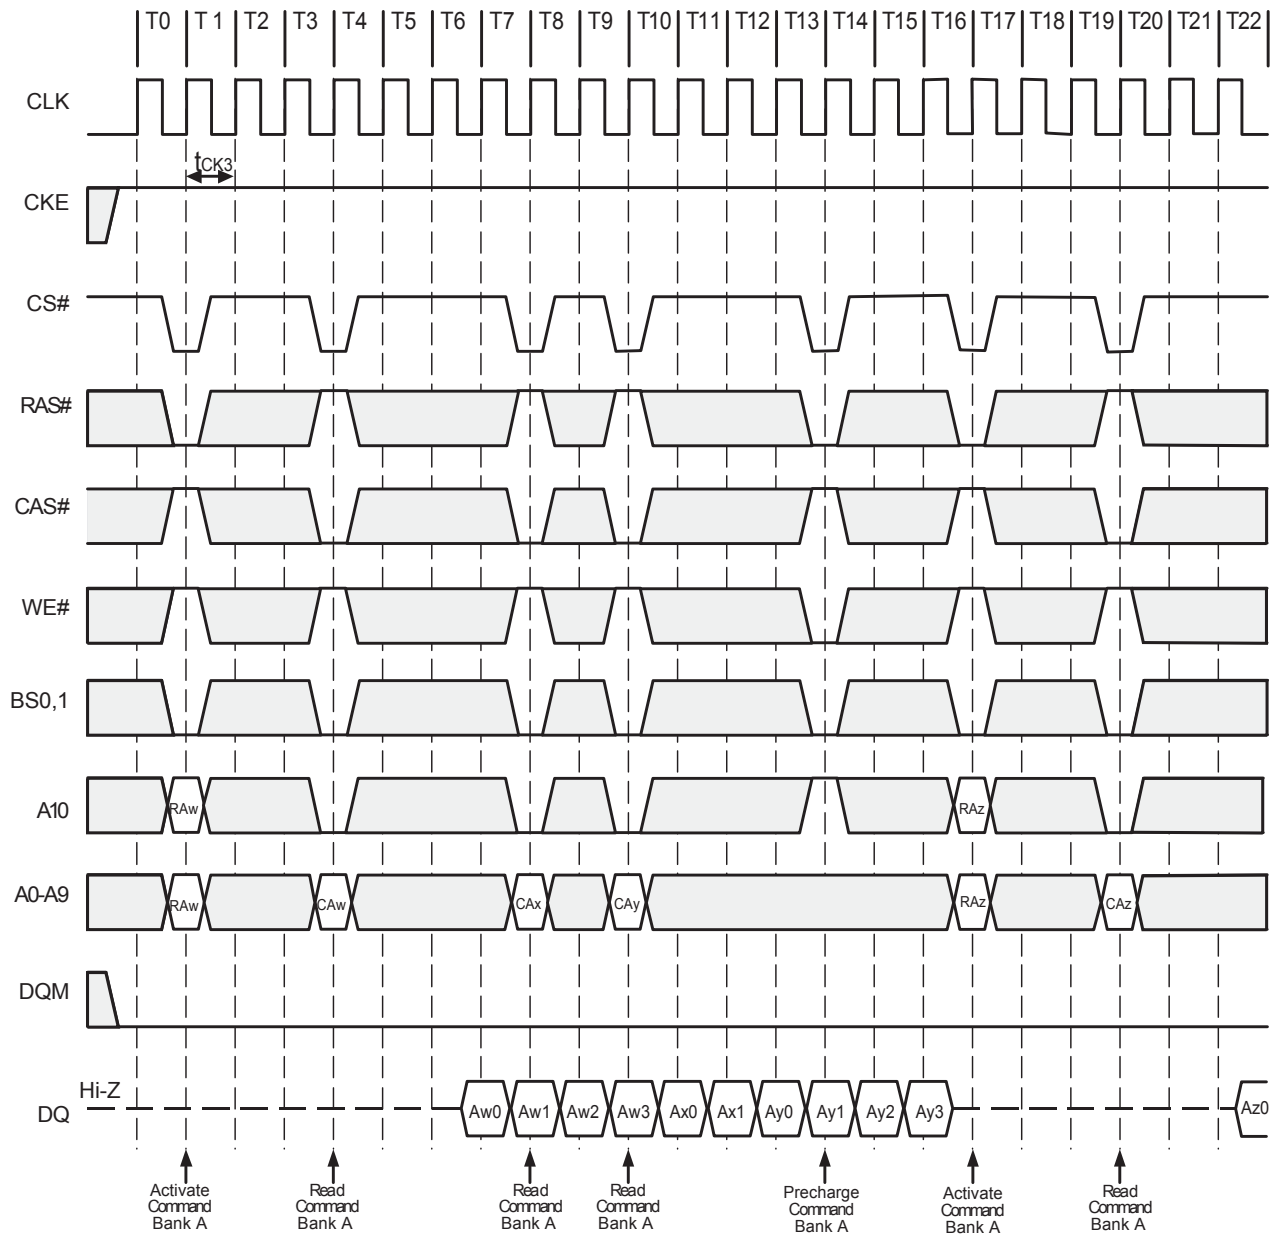 T0 T 1 T2 T3 T4 T5 T6 T7 T8 T9 T10 T11 T12 T13 T14 T15 T16 T17 T18 T19 T20 T21 T22
CLK
tCK3
CKE
CS#
RAS#
CAS#
WE#
BS0,1
A10
RAw RAz
A0-A9
RAw CAw CAx CAy RAz CAz
DQM
Hi-Z
DQ
Aw0 Aw1 Aw2 Aw3 Ax0 Ax1 Ay0 Ay1 Ay2 Ay3 Az0
Activate
Command
Bank A
Read
Command
Bank A
Read
Command
Bank A
Read
Command
Bank A
Precharge
Command
Bank A
Activate
Command
Bank A
Read
Command
Bank A